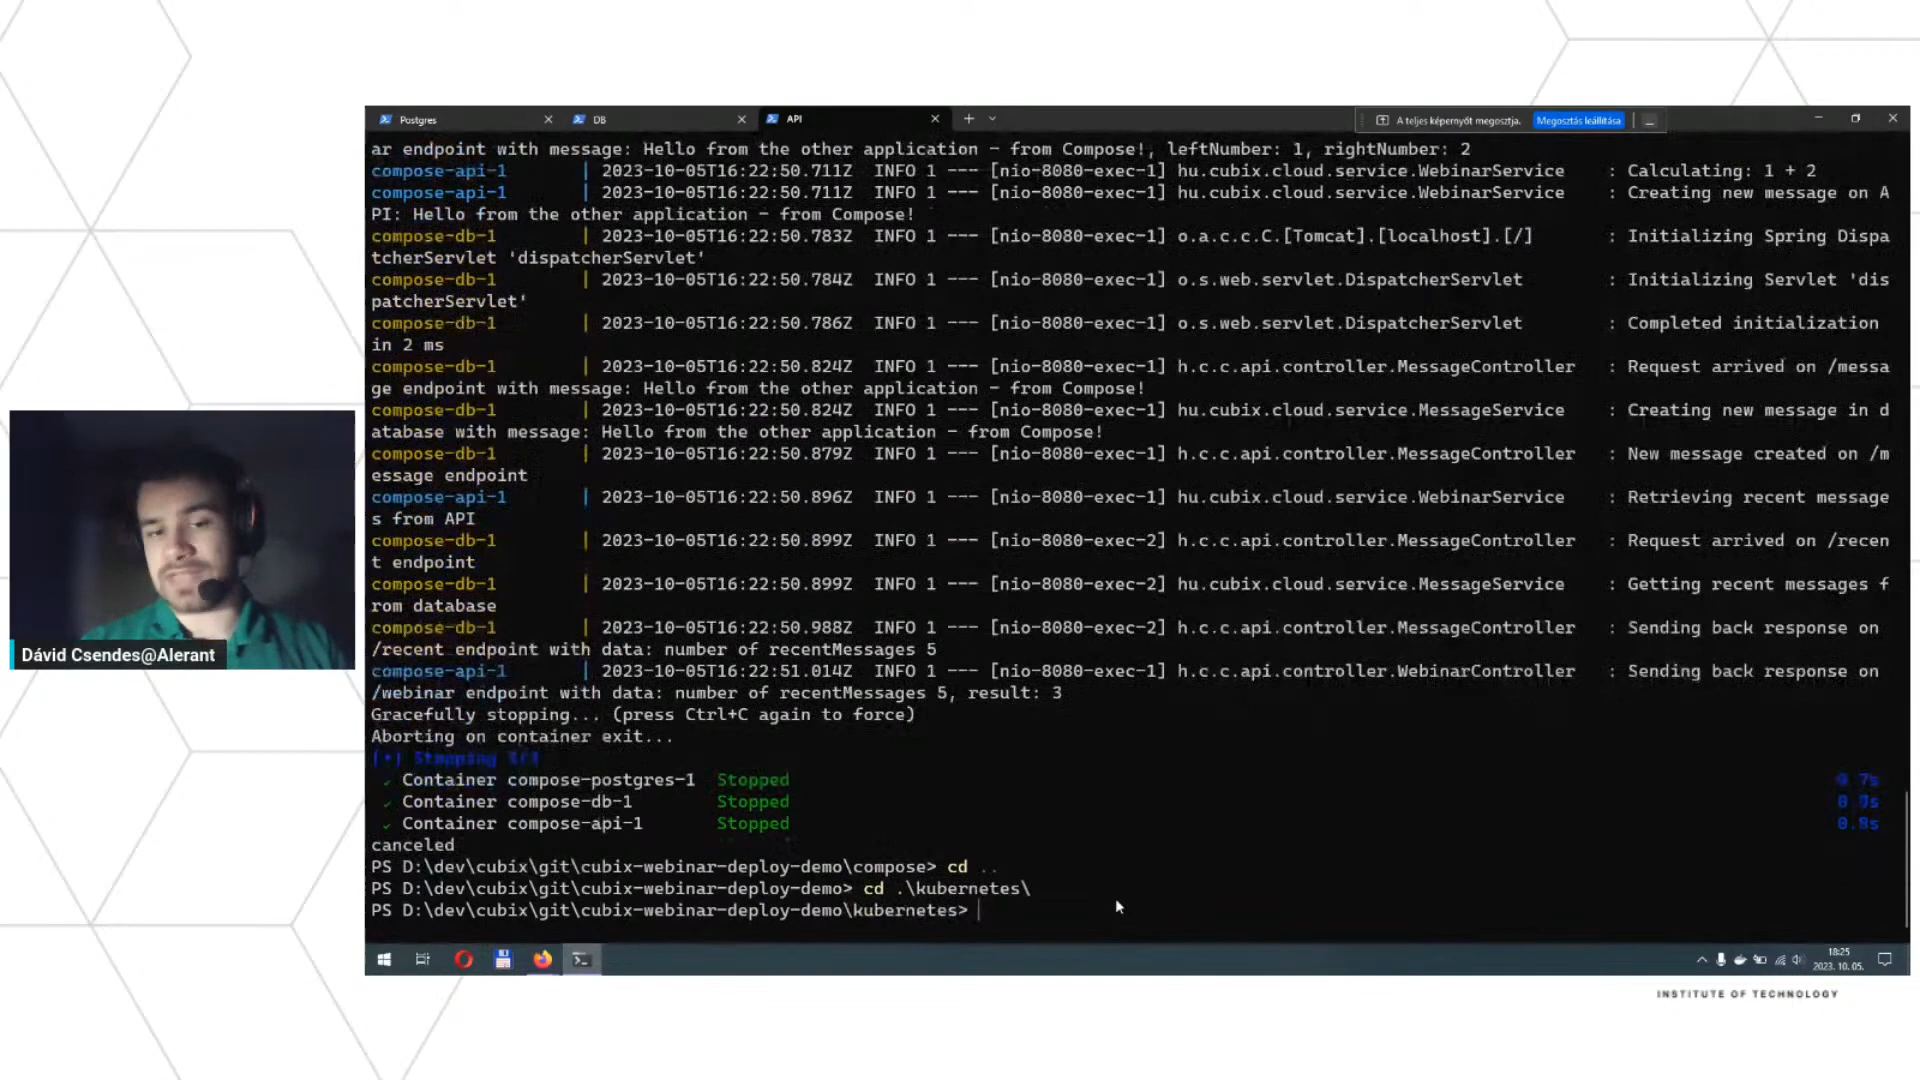 Postgres
DB
API
A teljes képernyőt megosztja.
Megosztás leállítása
ar endpoint with message: Hello from the other application - from Compose!, leftNumber: 1, rightNumber: 2
compose-api-1 | 2023-10-05T16:22:50.711Z INFO 1 --- [nio-8080-exec-1] hu.cubix.cloud.service.WebinarService : Calculating: 1 + 2
compose-api-1 | 2023-10-05T16:22:50.711Z INFO 1 --- [nio-8080-exec-1] hu.cubix.cloud.service.WebinarService : Creating new message on A
PI: Hello from the other application - from Compose!
compose-db-1 | 2023-10-05T16:22:50.783Z INFO 1 --- [nio-8080-exec-1] o.a.c.c.C.[Tomcat].[localhost].[/] : Initializing Spring Dispa
tcherServlet 'dispatcherServlet'
compose-db-1 | 2023-10-05T16:22:50.784Z INFO 1 --- [nio-8080-exec-1] o.s.web.servlet.DispatcherServlet : Initializing Servlet 'dis
patcherServlet'
compose-db-1 | 2023-10-05T16:22:50.786Z INFO 1 --- [nio-8080-exec-1] o.s.web.servlet.DispatcherServlet : Completed initialization
in 2 ms
compose-db-1 | 2023-10-05T16:22:50.824Z INFO 1 --- [nio-8080-exec-1] h.c.c.api.controller.MessageController : Request arrived on /messa
ge endpoint with message: Hello from the other application - from Compose!
compose-db-1 | 2023-10-05T16:22:50.824Z INFO 1 --- [nio-8080-exec-1] hu.cubix.cloud.service.MessageService : Creating new message in d
atabase with message: Hello from the other application - from Compose!
compose-db-1 | 2023-10-05T16:22:50.879Z INFO 1 --- [nio-8080-exec-1] h.c.c.api.controller.MessageController : New message created on /m
essage endpoint
compose-api-1 | 2023-10-05T16:22:50.896Z INFO 1 --- [nio-8080-exec-1] hu.cubix.cloud.service.WebinarService : Retrieving recent message
s from API
compose-db-1 | 2023-10-05T16:22:50.899Z INFO 1 --- [nio-8080-exec-2] h.c.c.api.controller.MessageController : Request arrived on /recen
t endpoint
compose-db-1 | 2023-10-05T16:22:50.899Z INFO 1 --- [nio-8080-exec-2] hu.cubix.cloud.service.MessageService : Getting recent messages f
rom database
compose-db-1 | 2023-10-05T16:22:50.988Z INFO 1 --- [nio-8080-exec-2] h.c.c.api.controller.MessageController : Sending back response on
/recent endpoint with data: number of recentMessages 5
compose-api-1 | 2023-10-05T16:22:51.014Z INFO 1 --- [nio-8080-exec-1] h.c.c.api.controller.WebinarController : Sending back response on
/webinar endpoint with data: number of recentMessages 5, result: 3
Gracefully stopping... (press Ctrl+C again to force)
Aborting on container exit...
Stopping
✓ Container compose-postgres-1 Stopped
✓ Container compose-db-1 Stopped
✓ Container compose-api-1 Stopped
canceled
PS D:\dev\cubix\git\cubix-webinar-deploy-demo\compose> cd ..
PS D:\dev\cubix\git\cubix-webinar-deploy-demo> cd .\kubernetes\
PS D:\dev\cubix\git\cubix-webinar-deploy-demo\kubernetes>
Dávid Csendes@Alerant
18:25
2023. 10. 05.
INSTITUTE OF TECHNOLOGY